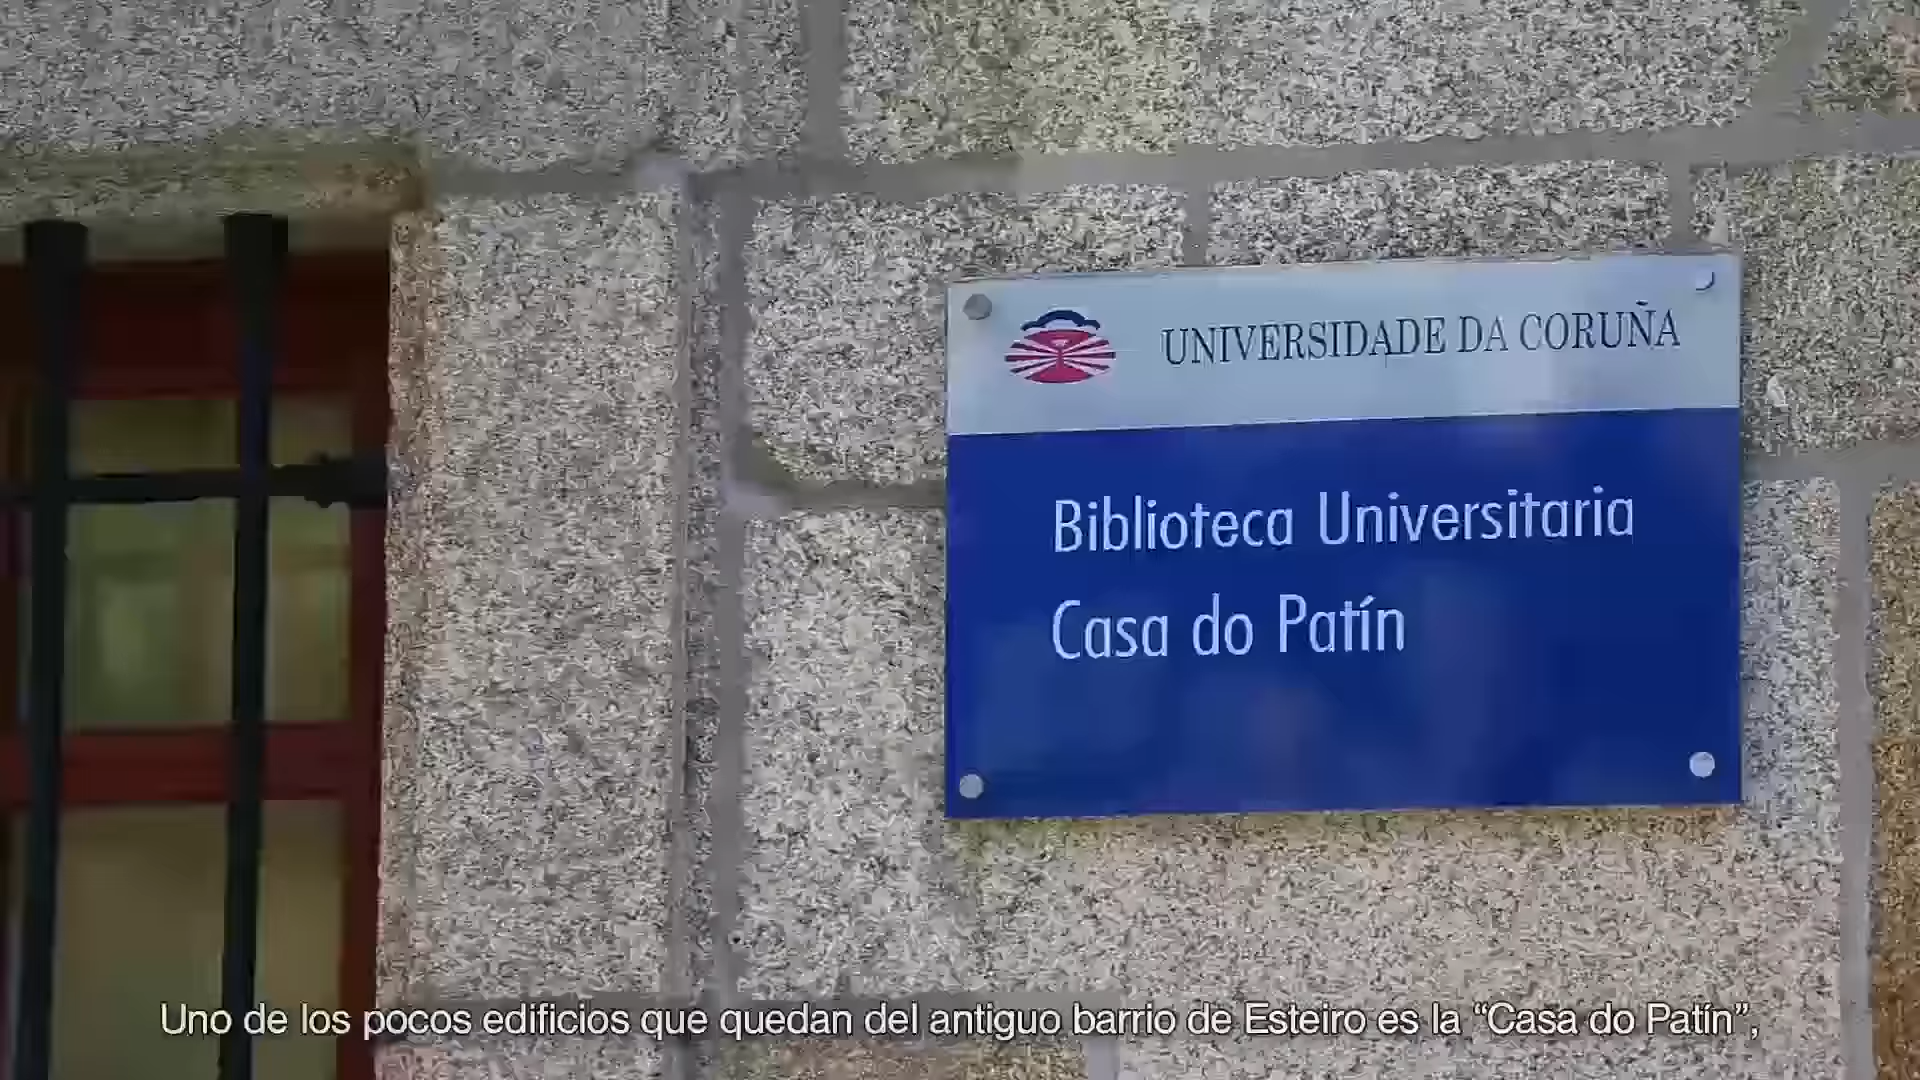 UNIVERSIDADE DA CORUÑA
Biblioteca Universitaria
Casa do Patín
Uno de los pocos edificios que quedan del antiguo barrio de Esteiro es la “Casa do Patín”,